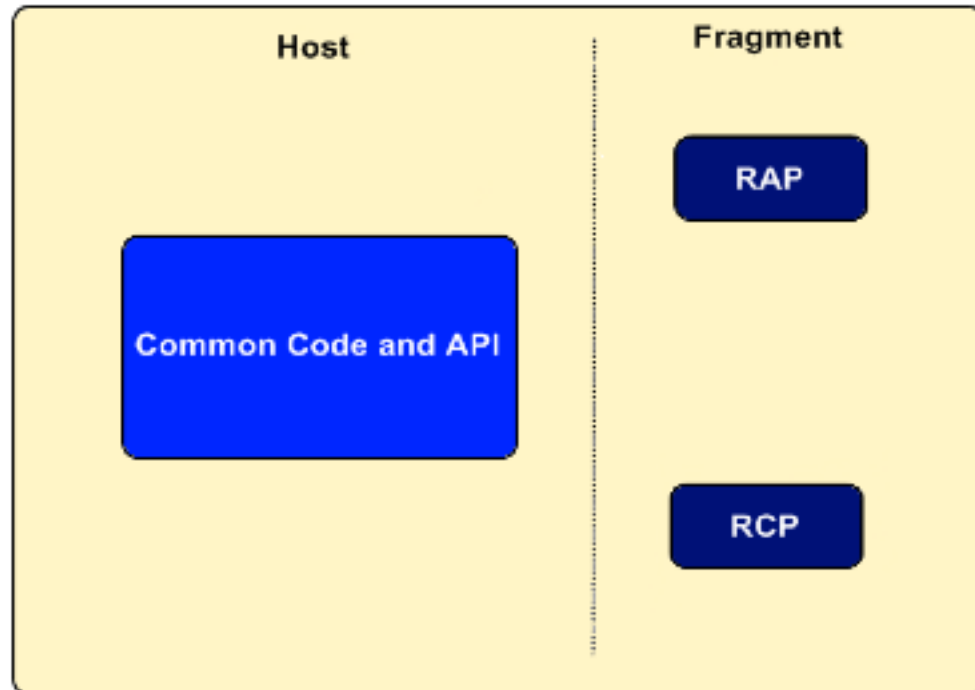 Host
Fragment
RAP
Common Code and API
RCP